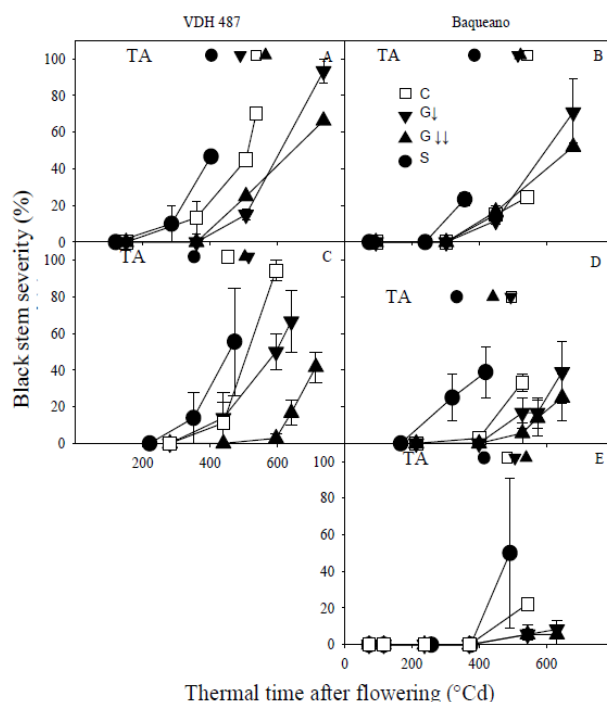 VDH 487
Baqueano
100
TA
A
TA
B
80
C
G↓
60
G↓↓
40
S
20
0
100
TA
C
D
80
TA
60
40
20
0
200 400 600 100
TA
E
80
60
40
20
0
0 200 400 600
Black stem severity (%)
Thermal time after flowering (°Cd)